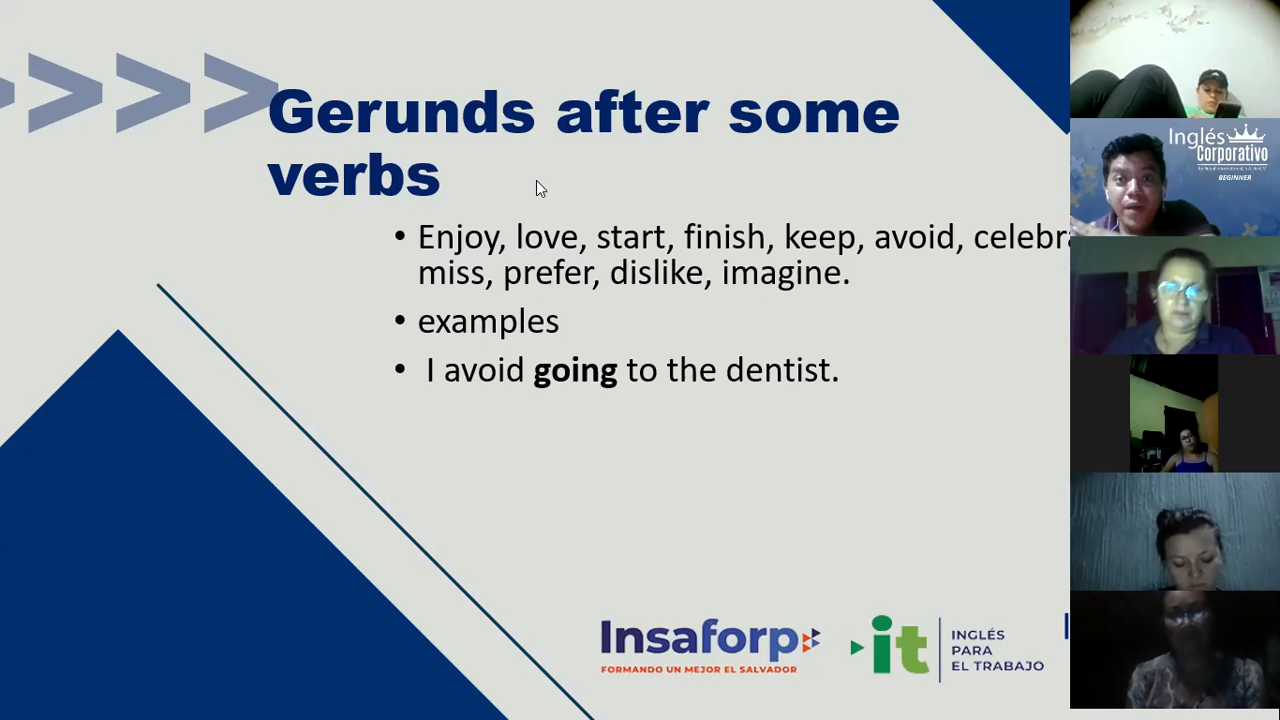 Gerunds after some
verbs
• Enjoy, love, start, finish, keep, avoid,
miss, prefer, dislike, imagine.
• examples
• I avoid going to the dentist.
Insaforp
FORMANDO UN MEJOR EL SALVADOR
it
INGLÉS
PARA
EL TRABAJO
Inglés
Corporativo
BEGINNER